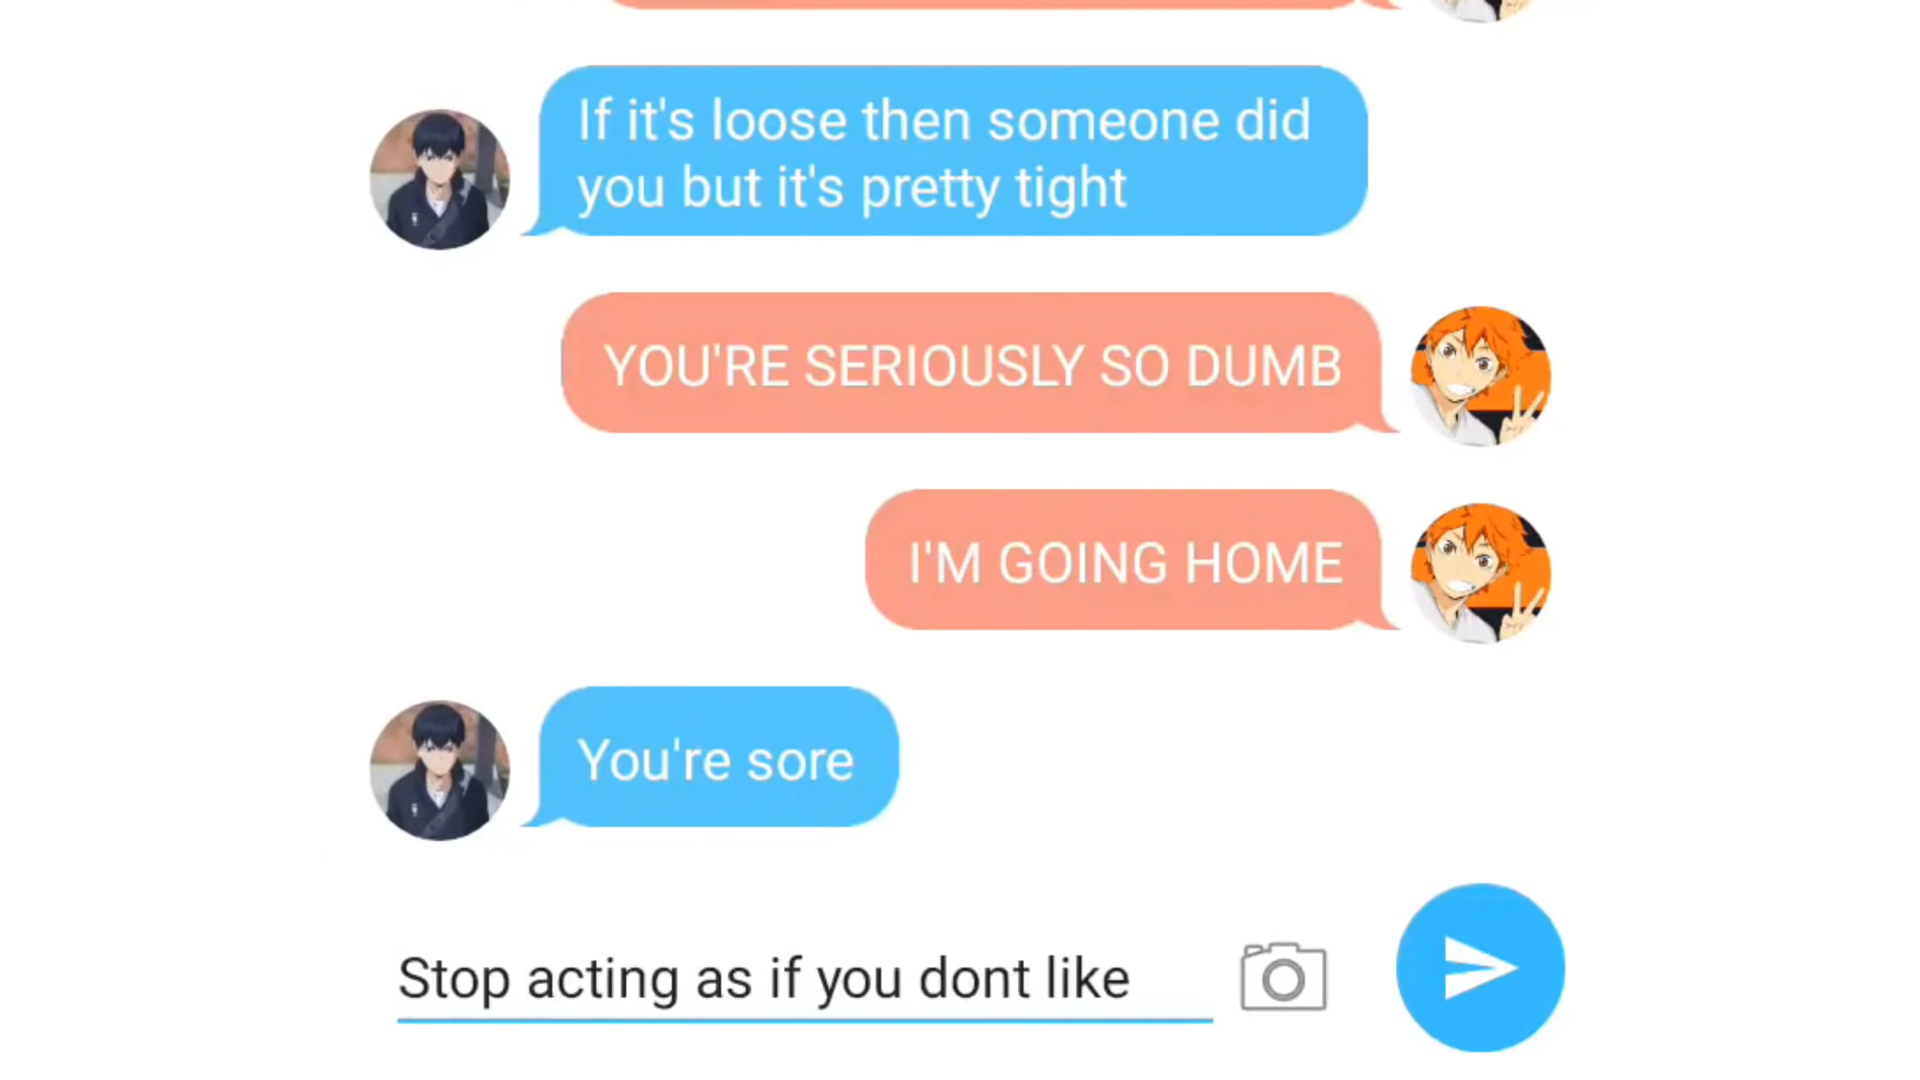 If it's loose then someone did
you but it's pretty tight
YOU'RE SERIOUSLY SO DUMB
I'M GOING HOME
You're sore
Stop acting as if you dont like